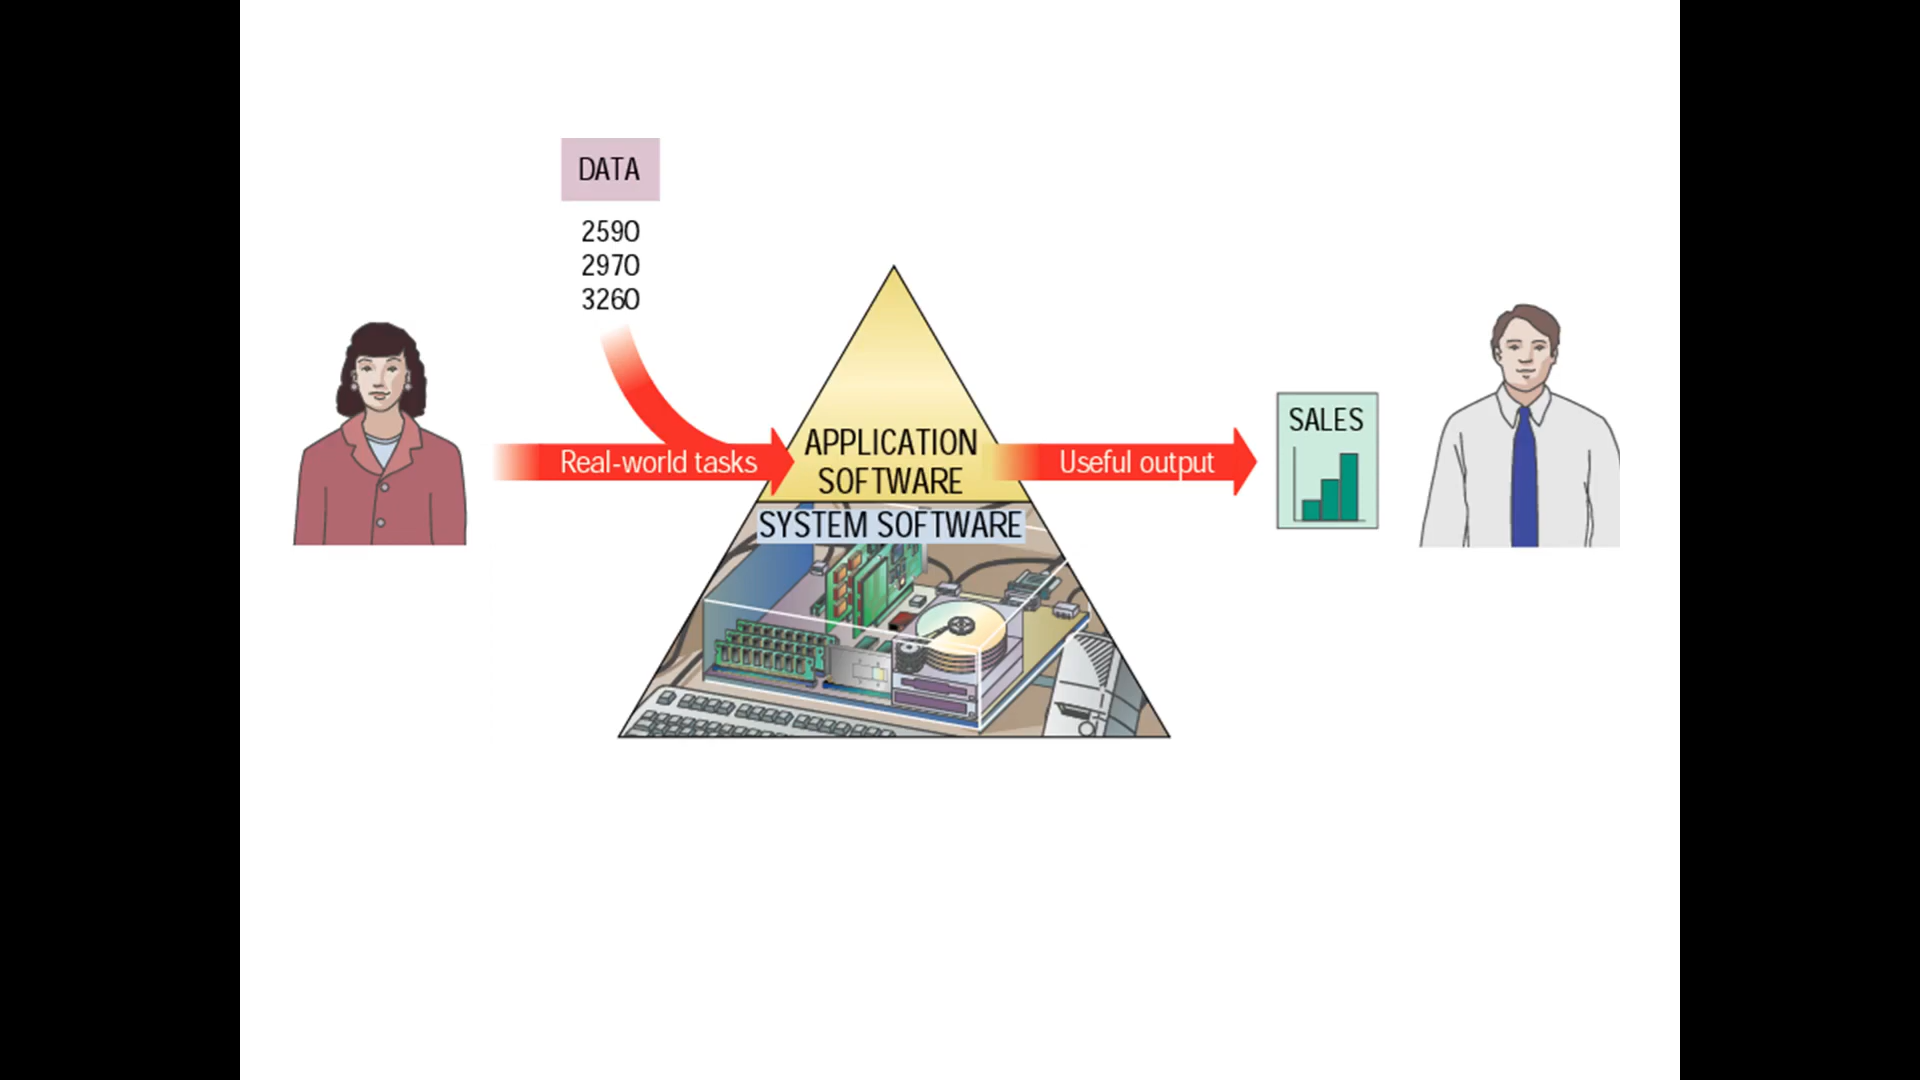 DATA
2590
2970
3260
Real-world tasks
APPLICATION
SOFTWARE
SYSTEM SOFTWARE
Useful output
SALES